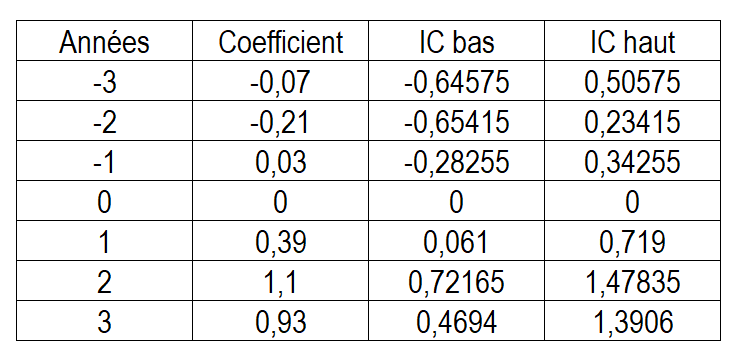 Années Coefficient IC bas IC haut
-3 -0,07 -0,64575 0,50575
-2 -0,21 -0,65415 0,23415
-1 0,03 -0,28255 0,34255
0 0 0 0
1 0,39 0,061 0,719
2 1,1 0,72165 1,47835
3 0,93 0,4694 1,3906